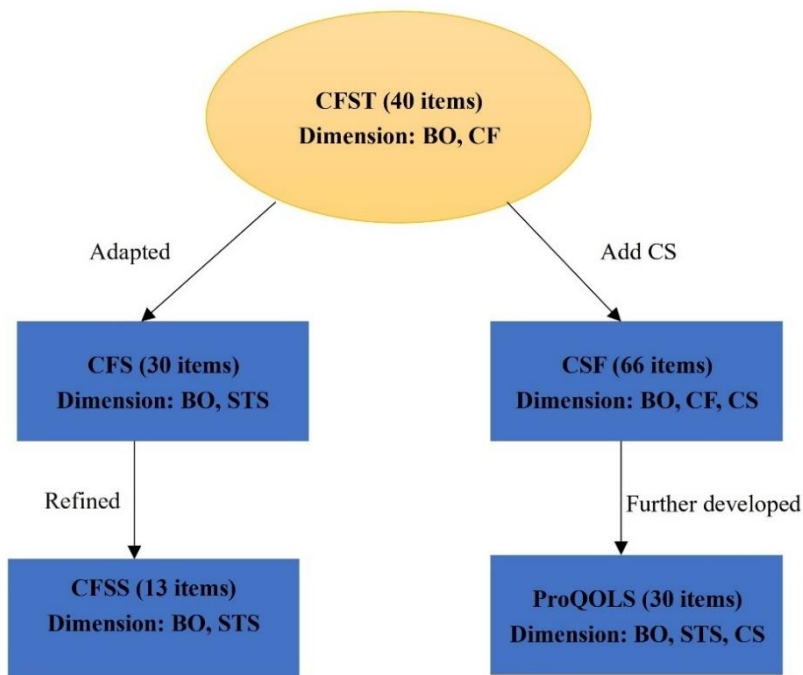 CFST (40 items)
Dimension: BO, CF
Adapted
Add CS
CFS (30 items)
Dimension: BO, STS
CSF (66 items)
Dimension: BO, CF, CS
Refined
Further developed
CFSS (13 items)
Dimension: BO, STS
ProQOLS (30 items)
Dimension: BO, STS, CS